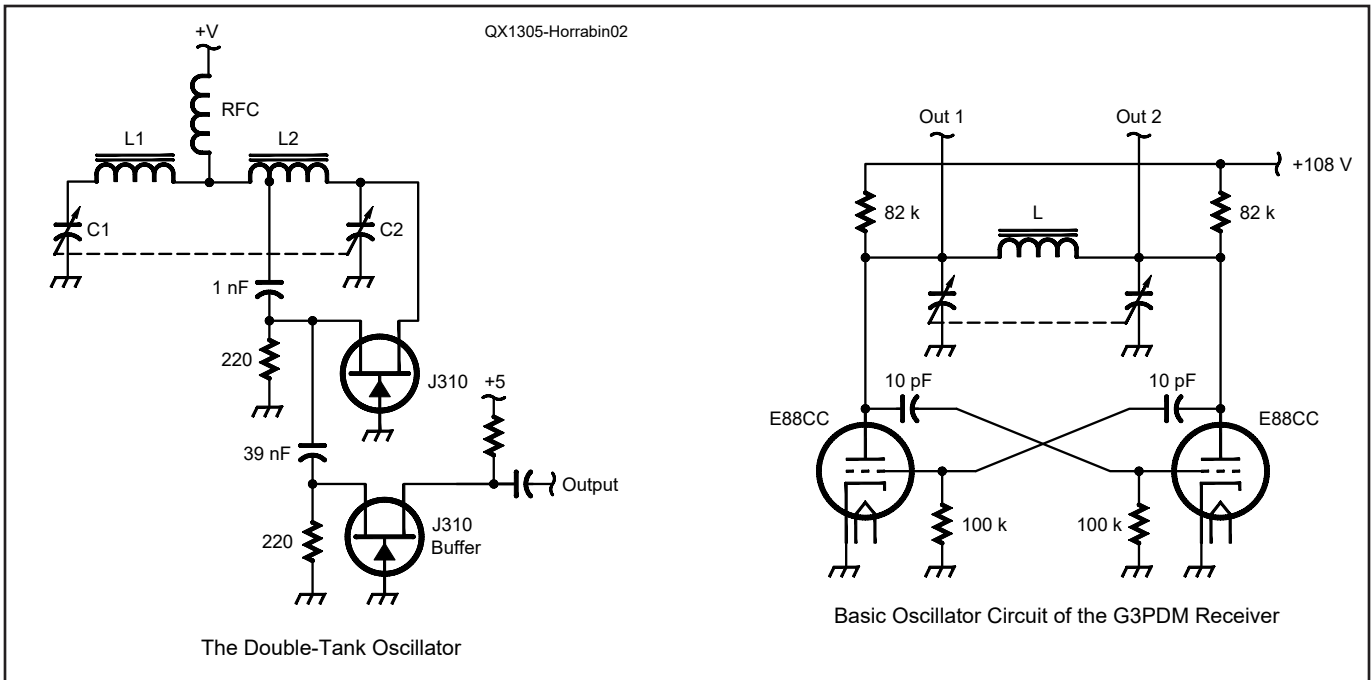 QX1305-Horrabin02
+V
RFC
L1
L2
C1
C2
1 nF
220
J310
+5
39 nF
Output
220
J310
Buffer
The Double-Tank Oscillator
Out 1
Out 2
+108 V
82 k
L
82 k
10 pF
10 pF
E88CC
E88CC
100 k
100 k
Basic Oscillator Circuit of the G3PDM Receiver